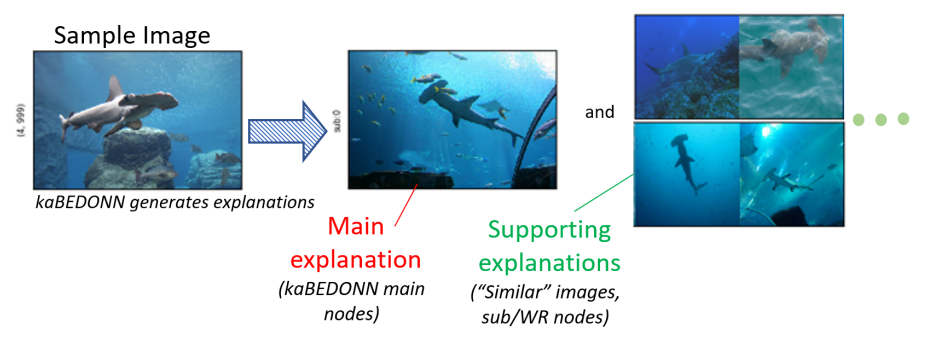 Sample Image
(4, 999)
kaBEDONN generates explanations
sub:0
Main
explanation
(kaBEDONN main
nodes)
and
Supporting
explanations
(“Similar” images,
sub/WR nodes)